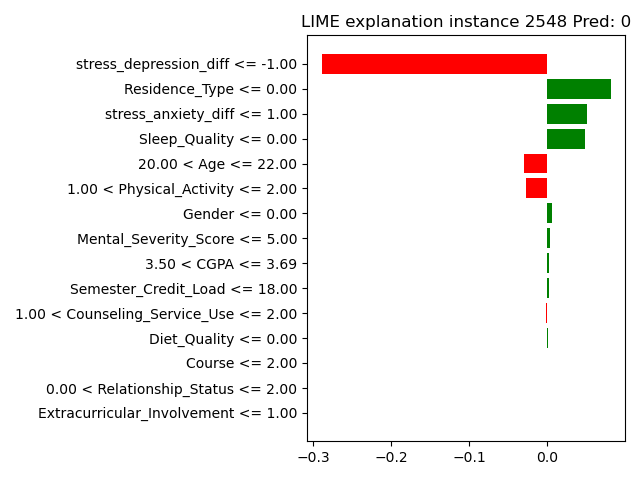 LIME explanation instance 2548 Pred: 0
stress_depression_diff <= -1.00
Residence_Type <= 0.00
stress_anxiety_diff <= 1.00
Sleep_Quality <= 0.00
20.00 < Age <= 22.00
1.00 < Physical_Activity <= 2.00
Gender <= 0.00
Mental_Severity_Score <= 5.00
3.50 < CGPA <= 3.69
Semester_Credit_Load <= 18.00
1.00 < Counseling_Service_Use <= 2.00
Diet_Quality <= 0.00
Course <= 2.00
0.00 < Relationship_Status <= 2.00
Extracurricular_Involvement <= 1.00
−0.3 −0.2 −0.1 0.0